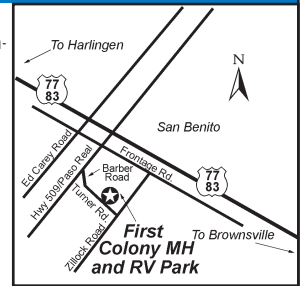 n-
To Harlingen
N
77
83
San Benito
Ed Carey Road
Hwy 509/Paso Real
Barber
Road
Frontage Rd.
77
83
Turner Rd.
Zillock Road
First
Colony MH
and RV Park
To Brownsville